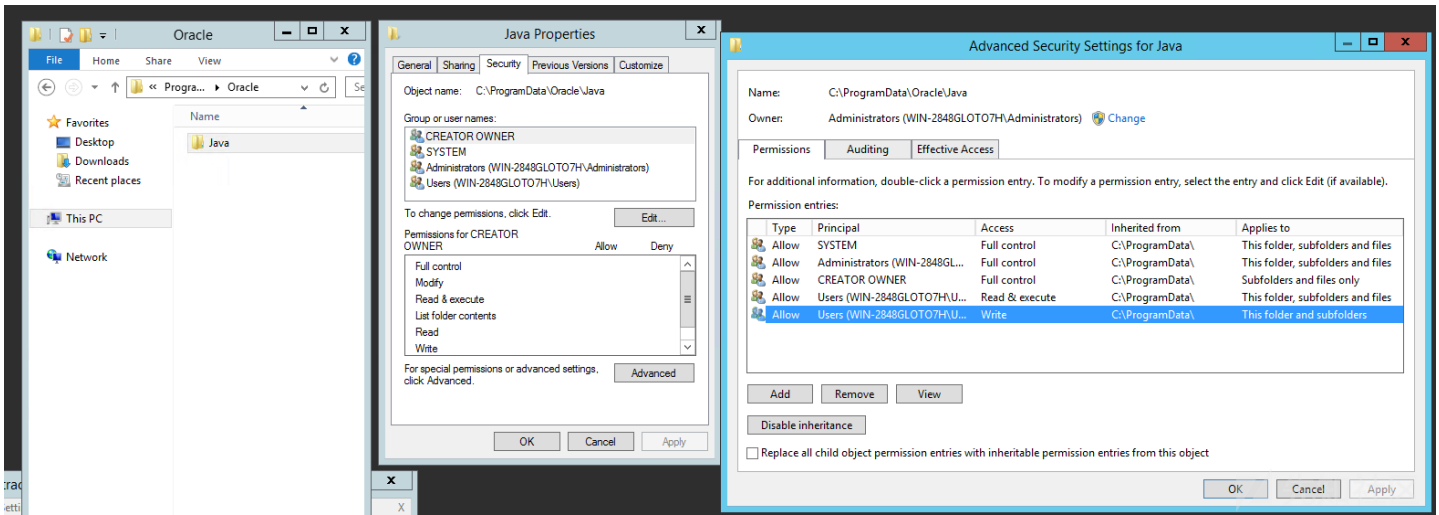 Oracle
File Home Share View
« Progra... Oracle Se
Favorites
Desktop
Downloads
Recent places
This PC
Network
Name
Java
Java Properties
General Sharing Security Previous Versions Customize
Object name: C:\ProgramData\Oracle\Java
Group or user names:
CREATOR OWNER
SYSTEM
Administrators (WIN-2848GLOTO7H\Administrators)
Users (WIN-2848GLOTO7H\Users)
To change permissions, click Edit.
Edit...
Permissions for CREATOR
OWNER Allow Deny
Full control
Modify
Read & execute
List folder contents
Read
Write
For special permissions or advanced settings,
click Advanced.
Advanced
OK Cancel Apply
Advanced Security Settings for Java
Name: C:\ProgramData\Oracle\Java
Owner: Administrators (WIN-2848GLOTO7H\Administrators) Change
Permissions Auditing Effective Access
For additional information, double-click a permission entry. To modify a permission entry, select the entry and click Edit (if available).
Permission entries:
Type Principal Access Inherited from Applies to
Allow SYSTEM Full control C:\ProgramData\ This folder, subfolders and files
Allow Administrators (WIN-2848GL... Full control C:\ProgramData\ This folder, subfolders and files
Allow CREATOR OWNER Full control C:\ProgramData\ Subfolders and files only
Allow Users (WIN-2848GLOTO7H\U... Read & execute C:\ProgramData\ This folder, subfolders and files
Allow Users (WIN-2848GLOTO7H\U... Write C:\ProgramData\ This folder and subfolders
Add Remove View
Disable inheritance
Replace all child object permission entries with inheritable permission entries from this object
OK Cancel Apply